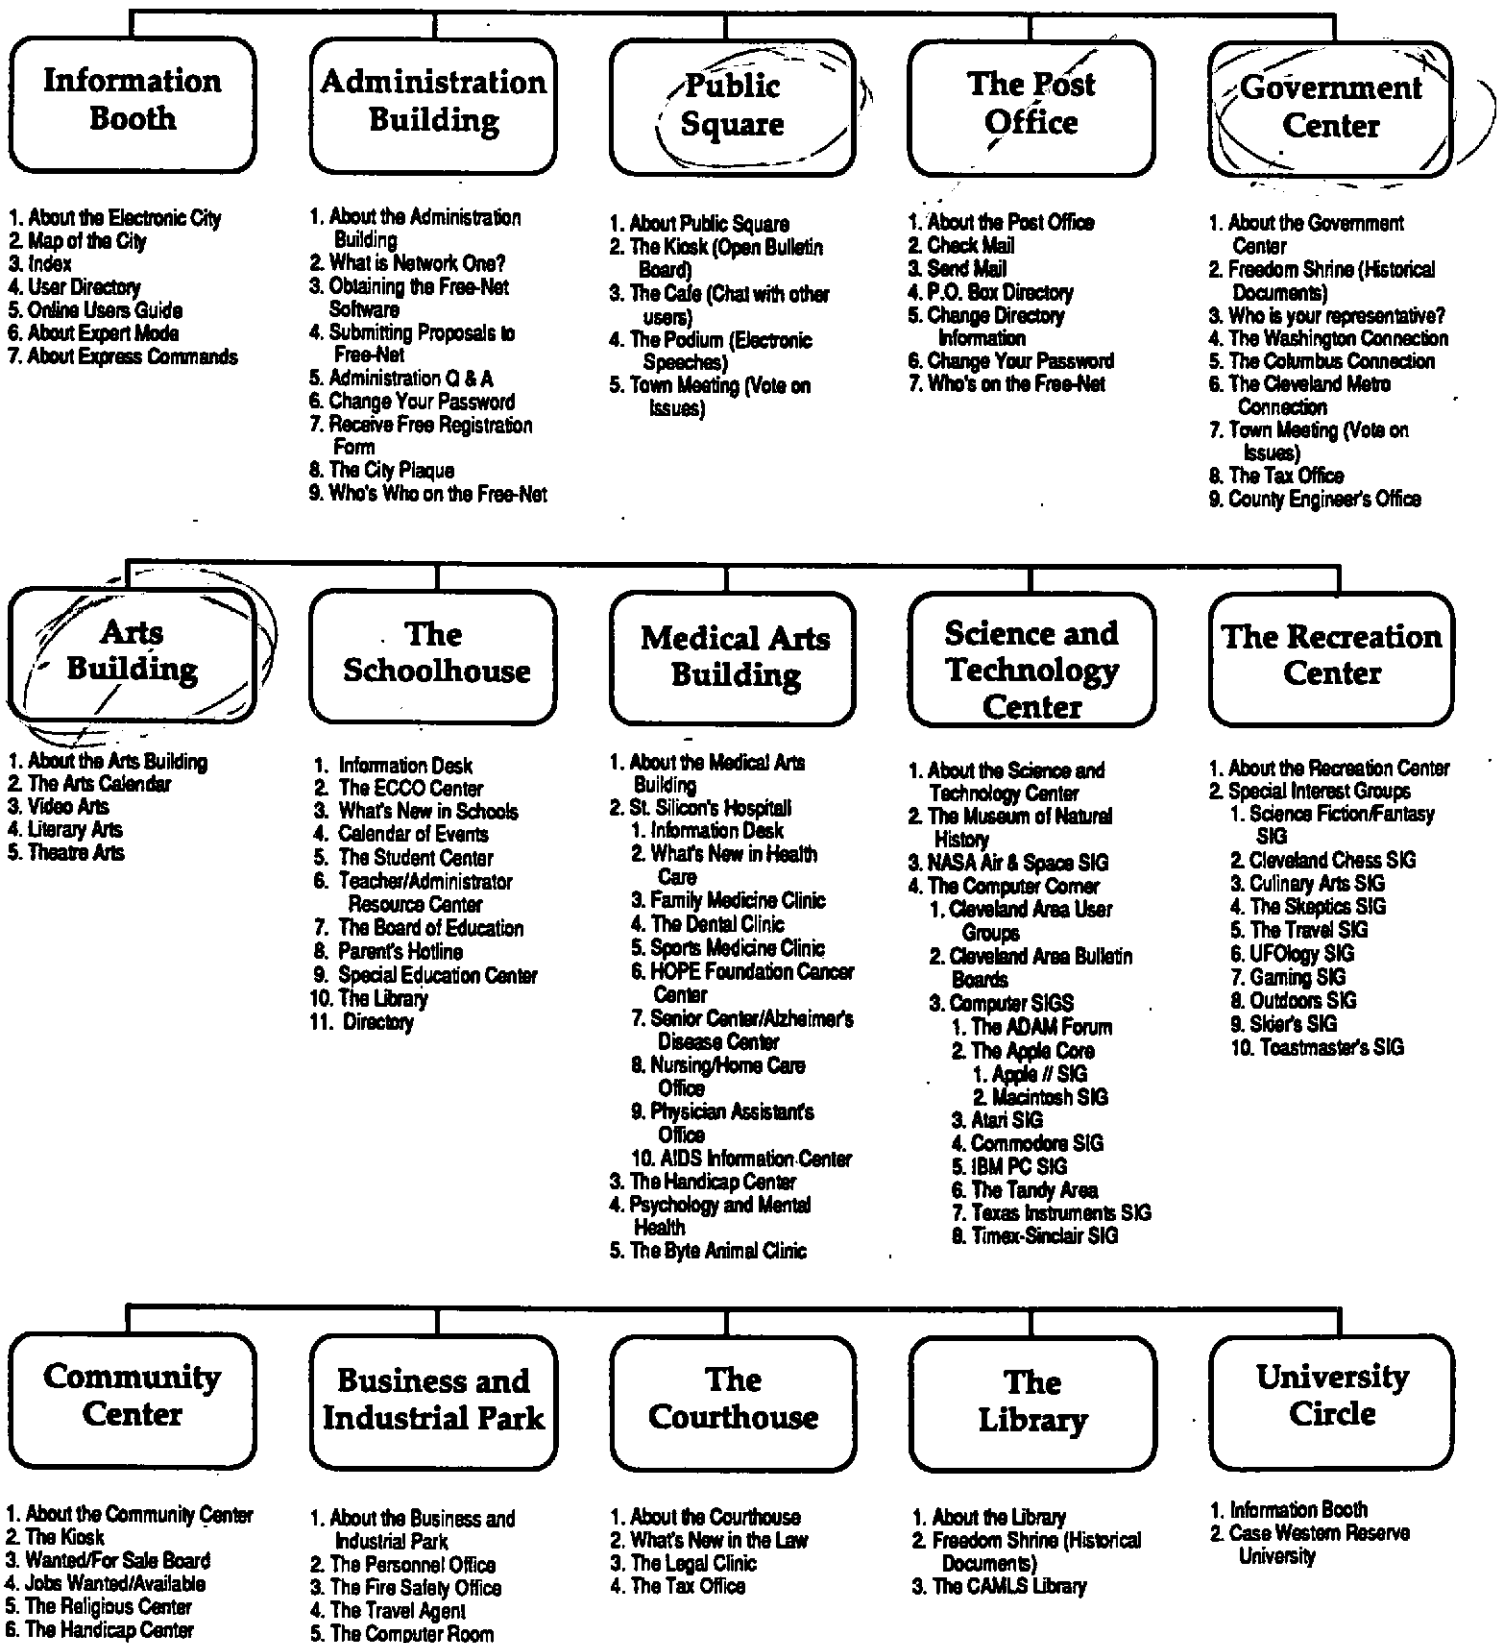 Information
Booth
1. About the Electronic City
2. Map of the City
3. Index
4. User Directory
5. Online Users Guide
6. About Expert Mode
7. About Express Commands
Administration
Building
1. About the Administration
Building
2. What is Network One?
3. Obtaining the Free-Net
Software
4. Submitting Proposals to
Free-Net
5. Administration Q & A
6. Change Your Password
7. Receive Free Registration
Form
8. The City Plaque
9. Who's Who on the Free-Net
Public
Square
1. About Public Square
2. The Kiosk (Open Bulletin
Board)
3. The Cafe (Chat with other
users)
4. The Podium (Electronic
Speeches)
5. Town Meeting (Vote on
Issues)
The Post
Office
1. About the Post Office
2. Check Mail
3. Send Mail
4. P.O. Box Directory
5. Change Directory
Information
6. Change Your Password
7. Who's on the Free-Net
Government
Center
1. About the Government
Center
2. Freedom Shrine (Historical
Documents)
3. Who is your representative?
4. The Washington Connection
5. The Columbus Connection
6. The Cleveland Metro
Connection
7. Town Meeting (Vote on
Issues)
8. The Tax Office
9. County Engineer's Office
Arts
Building
1. About the Arts Building
2. The Arts Calendar
3. Video Arts
4. Literary Arts
5. Theatre Arts
The
Schoolhouse
1. Information Desk
2. The ECCO Center
3. What's New in Schools
4. Calendar of Events
5. The Student Center
6. Teacher/Administrator
Resource Center
7. The Board of Education
8. Parent's Hotline
9. Special Education Center
10. The Library
11. Directory
Medical Arts
Building
1. About the Medical Arts
Building
2. St. Silicon's Hospitall
1. Information Desk
2. What's New in Health
Care
3. Family Medicine Clinic
4. The Dental Clinic
5. Sports Medicine Clinic
6. HOPE Foundation Cancer
Center
7. Senior Center/Alzheimer's
Disease Center
8. Nursing/Home Care
Office
9. Physician Assistant's
Office
10. AIDS Information Center
3. The Handicap Center
4. Psychology and Mental
Health
5. The Byte Animal Clinic
Science and
Technology
Center
1. About the Science and
Technology Center
2. The Museum of Natural
History
3. NASA Air & Space SIG
4. The Computer Corner
1. Cleveland Area User
Groups
2. Cleveland Area Bulletin
Boards
3. Computer SIGS
1. The ADAM Forum
2. The Apple Core
1. Apple // SIG
2. Macintosh SIG
3. Atari SIG
4. Commodore SIG
5. IBM PC SIG
6. The Tandy Area
7. Texas Instruments SIG
8. Timex-Sinclair SIG
The Recreation
Center
1. About the Recreation Center
2. Special Interest Groups
1. Science Fiction/Fantasy
SIG
2. Cleveland Chess SIG
3. Culinary Arts SIG
4. The Skeptics SIG
5. The Travel SIG
6. UFOlogy SIG
7. Gaming SIG
8. Outdoors SIG
9. Skier's SIG
10. Toastmaster's SIG
Community
Center
1. About the Community Center
2. The Kiosk
3. Wanted/For Sale Board
4. Jobs Wanted/Available
5. The Religious Center
6. The Handicap Center
Business and
Industrial Park
1. About the Business and
Industrial Park
2. The Personnel Office
3. The Fire Safety Office
4. The Travel Agent
5. The Computer Room
The
Courthouse
1. About the Courthouse
2. What's New in the Law
3. The Legal Clinic
4. The Tax Office
The
Library
1. About the Library
2. Freedom Shrine (Historical
Documents)
3. The CAMLS Library
University
Circle
1. Information Booth
2. Case Western Reserve
University